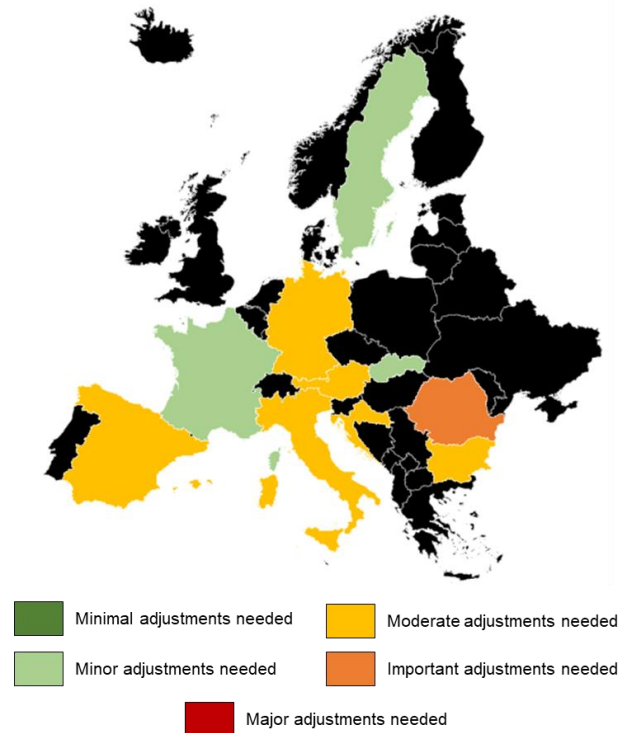 Minimal adjustments needed
Moderate adjustments needed
Minor adjustments needed
Important adjustments needed
Major adjustments needed